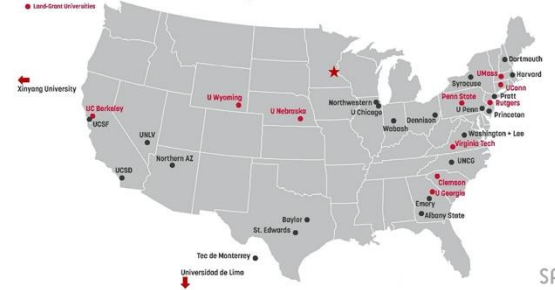 Land-Grant Universities
Dartmouth
UMass
Harvard
Syracuse
UConn
Xinyang University
Penn State
Pratt
U Wyoming
Northwestern
Rutgers
UC Berkeley
U Nebraska
U Chicago
U Penn
Princeton
UCSF
Wabash
Dennison
UNLV
Washington + Lee
Virginia Tech
Northern AZ
UNCG
UCSD
Clemson
U Georgia
Emory
Albany State
Baylor
St. Edwards
Tec de Monterrey
Universidad de Lima